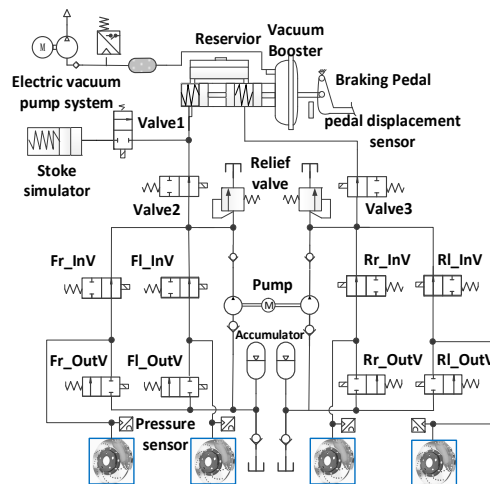 Reservior
Vacuum
Booster
M
Electric vacuum
pump system
Braking Pedal
pedal displacement
sensor
Valve1
Stoke
simulator
Relief
valve
Valve2
Valve3
Fr_InV
Fl_InV
Rr_InV
Rl_InV
Pump
M
Accumulator
Fr_OutV
Fl_OutV
Rr_OutV
Rl_OutV
Pressure
sensor